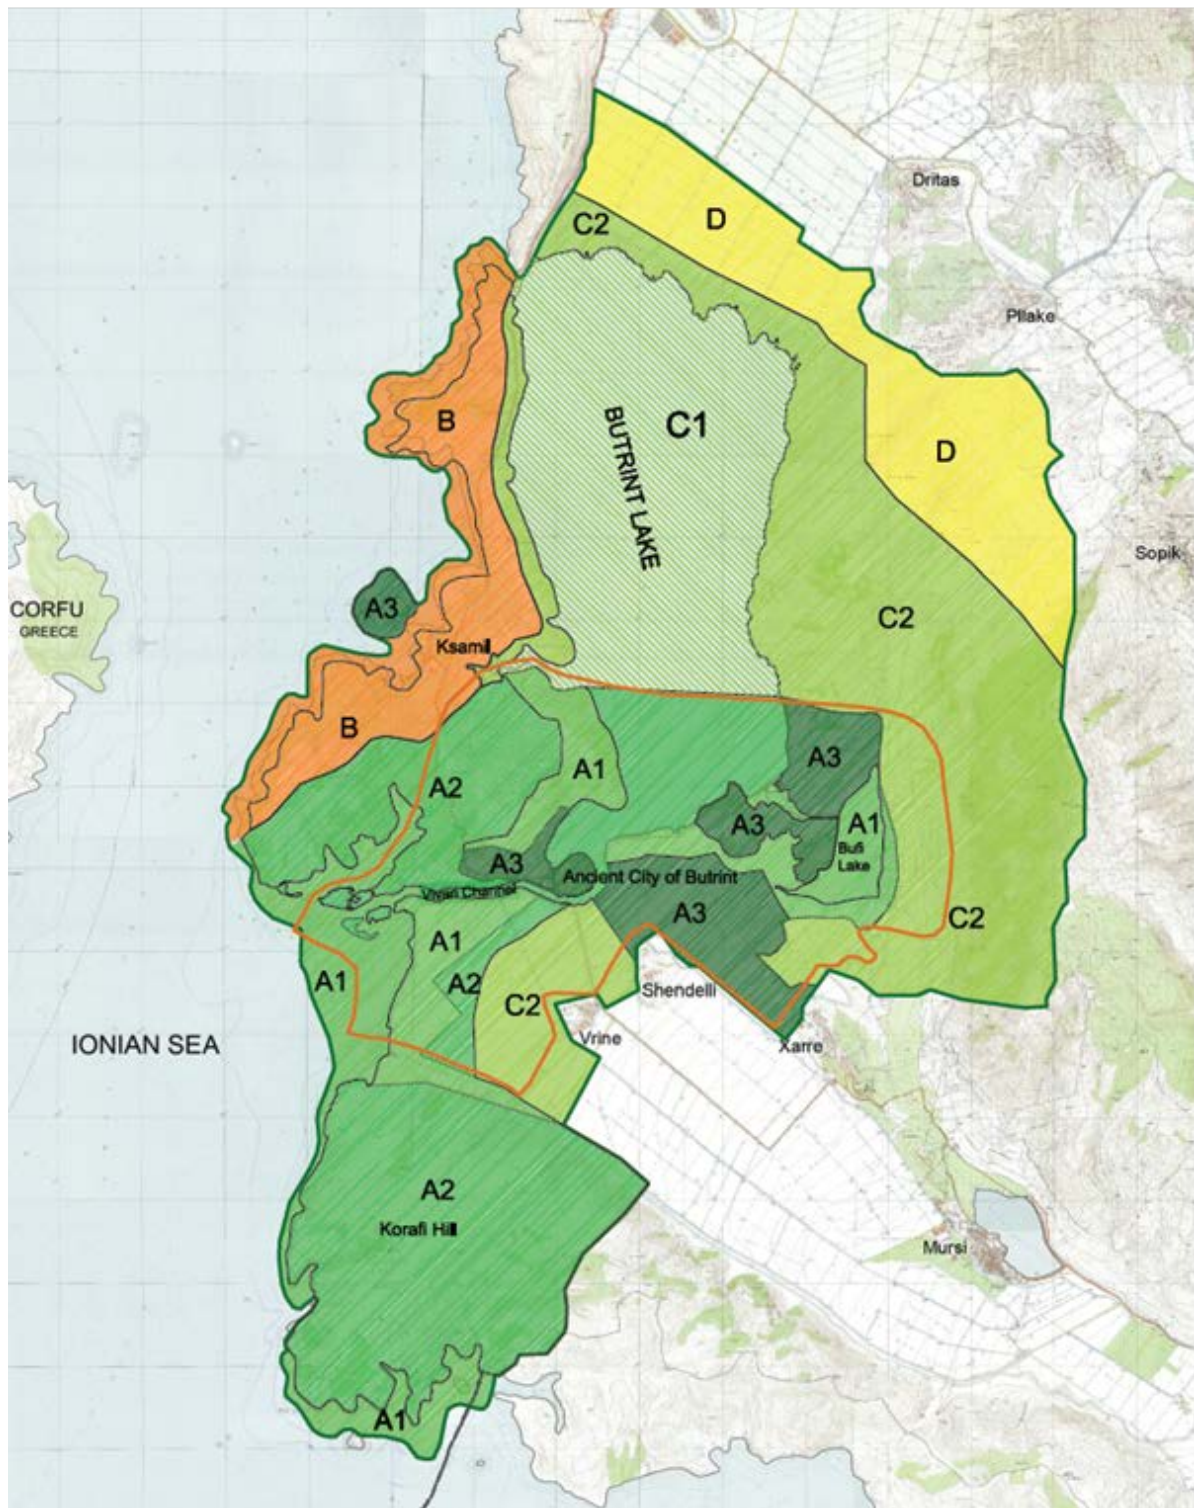 Dritas
D
C2
Pllake
B
C1
BUTRINT LAKE
D
Sopik
CORFU
GREECE
A3
C2
Ksamil
B
A3
A1
A2
A3
A1
Bufi
Lake
A3
Ancient City of Butrint
Vivari Channel
A3
C2
A1
A1
A2
C2
Shendelli
Vrine
Xarre
IONIAN SEA
A2
Korafi Hill
Mursi
A1